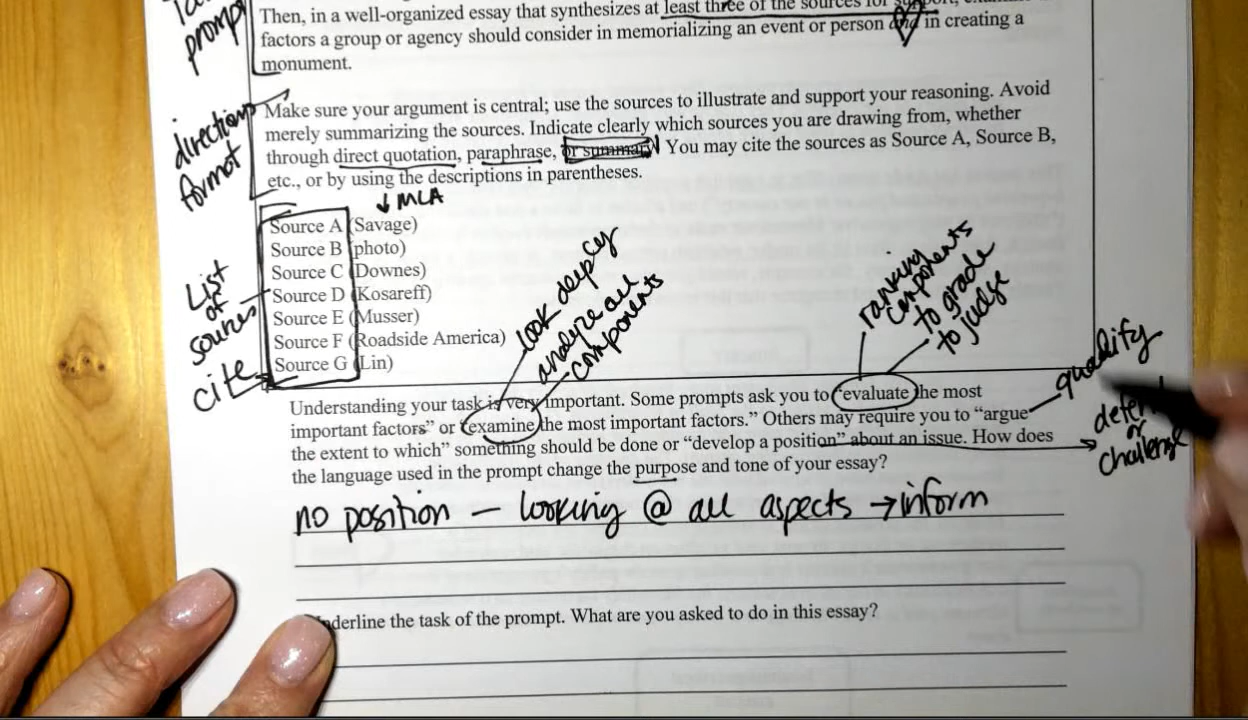 prompt
Then, in a well-organized essay that synthesizes at least three of the sources for support,
factors a group or agency should consider in memorializing an event or person and in creating a
monument.
directions
format
Make sure your argument is central; use the sources to illustrate and support your reasoning. Avoid
merely summarizing the sources. Indicate clearly which sources you are drawing from, whether
through direct quotation, paraphrase, or summary. You may cite the sources as Source A, Source B,
etc., or by using the descriptions in parentheses.
↓ MLA
Source A (Savage)
Source B (photo)
Source C (Downes)
Source D (Kosareff)
Source E (Musser)
Source F (Roadside America)
Source G (Lin)
List
of
sources
cite
look deeply
analyze all
components
ranking
components
to grade
to judge
qualify
defend
or
challenge
Understanding your task is very important. Some prompts ask you to “evaluate the most
important factors” or “examine the most important factors.” Others may require you to “argue
the extent to which” something should be done or “develop a position” about an issue. How does
the language used in the prompt change the purpose and tone of your essay?
no position - looking @ all aspects → inform
derline the task of the prompt. What are you asked to do in this essay?